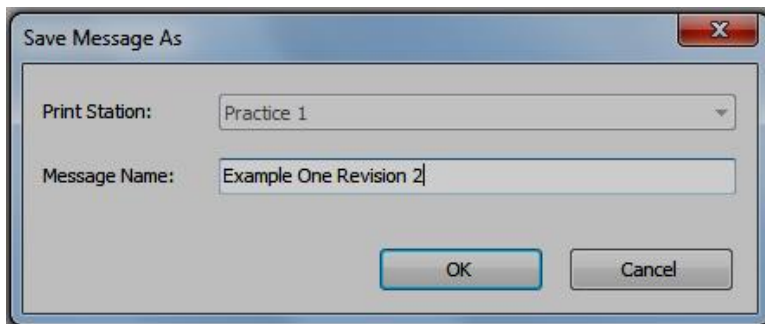 Save Message As
Print Station: Practice 1
Message Name: Example One Revision 2
OK Cancel